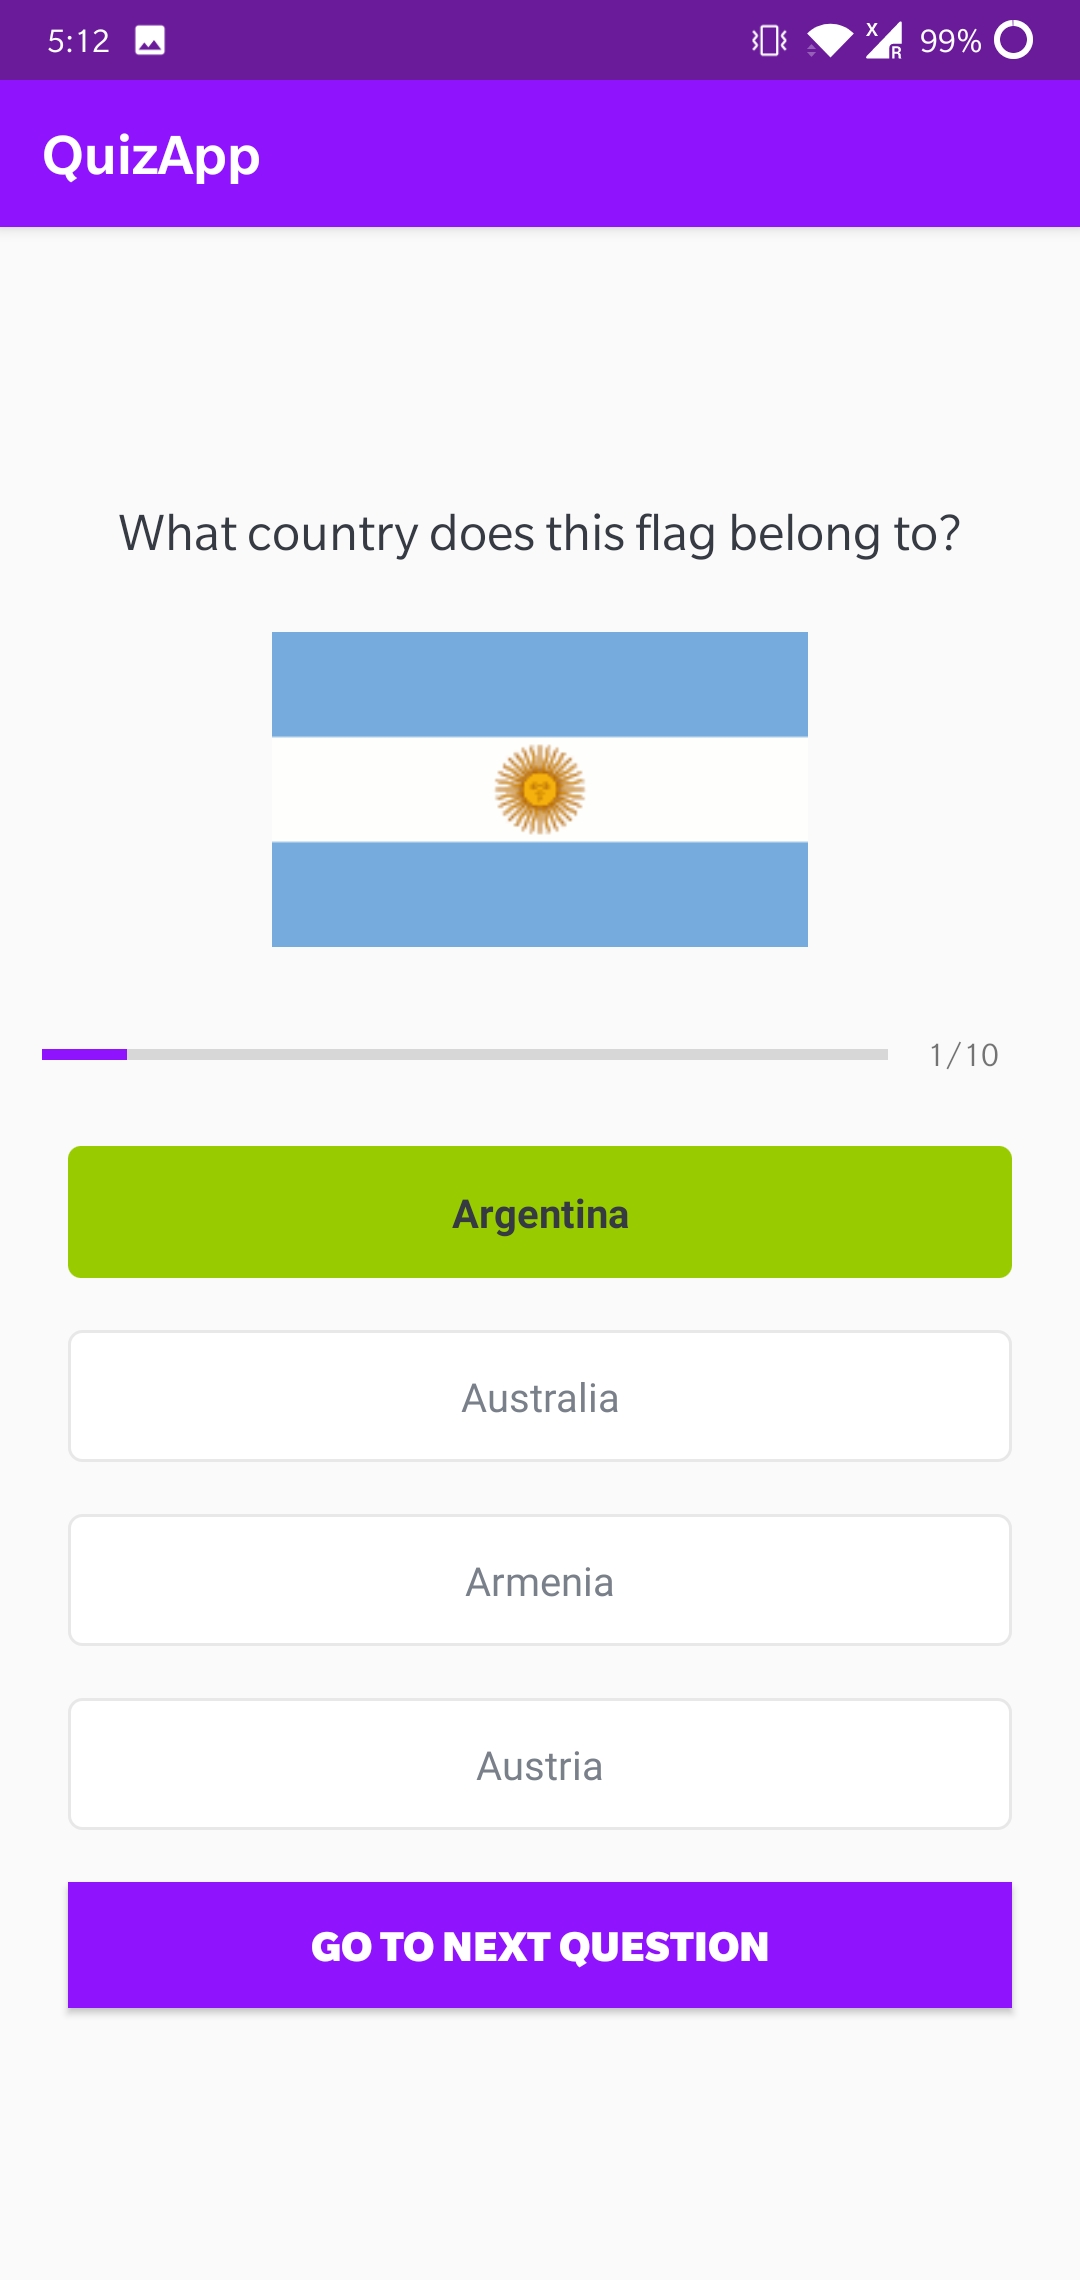 5:12
X
R
99%
QuizApp
What country does this flag belong to?
1/10
Argentina
Australia
Armenia
Austria
GO TO NEXT QUESTION